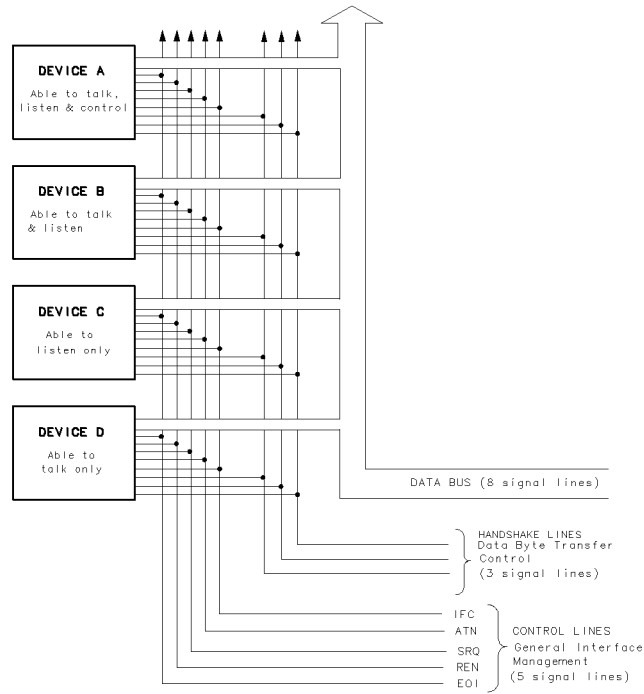 DEVICE A
Able to talk,
listen & control
DEVICE B
Able to talk
& listen
DEVICE C
Able to
listen only
DEVICE D
Able to
talk only
DATA BUS (8 signal lines)
HANDSHAKE LINES
Data Byte Transfer
Control
(3 signal lines)
IFC
ATN
SRQ
REN
EOI
CONTROL LINES
General Interface
Management
(5 signal lines)